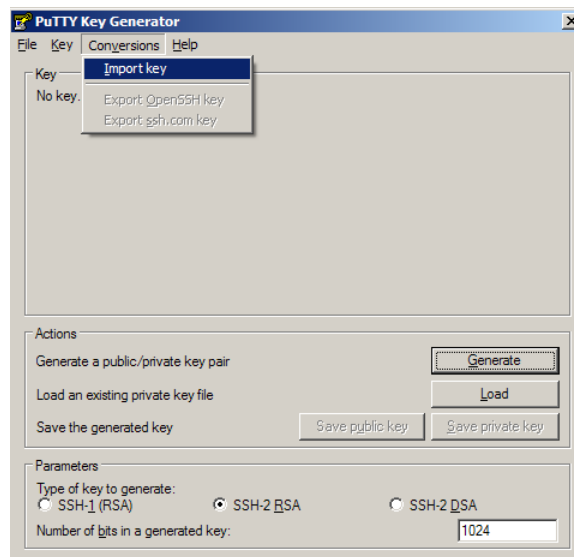 PuTTY Key Generator
File Key Conversions Help
Import key
Key
No key.
Export OpenSSH key
Export ssh.com key
Actions
Generate a public/private key pair Generate
Load an existing private key file Load
Save the generated key Save public key Save private key
Parameters
Type of key to generate:
SSH-1 (RSA) SSH-2 RSA SSH-2 DSA
Number of bits in a generated key: 1024